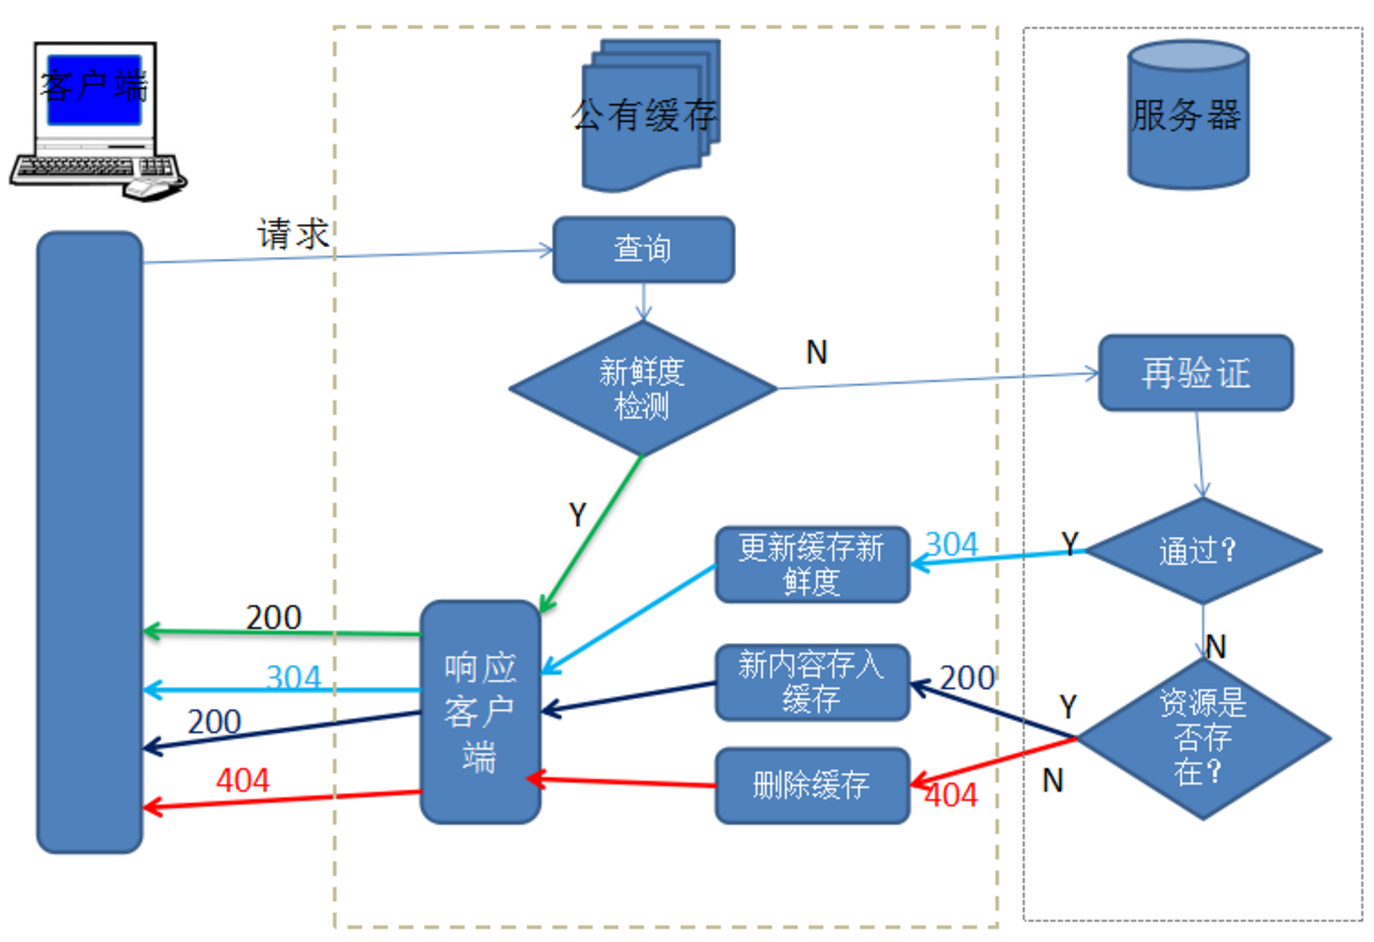 客户端
公有缓存
服务器
请求
查询
新鲜度
检测
N
再验证
Y
更新缓存新
鲜度
304
Y
通过?
200
响应
客户
端
304
新内容存入
缓存
200
N
Y
资源是
否存
在?
200
404
删除缓存
404
N